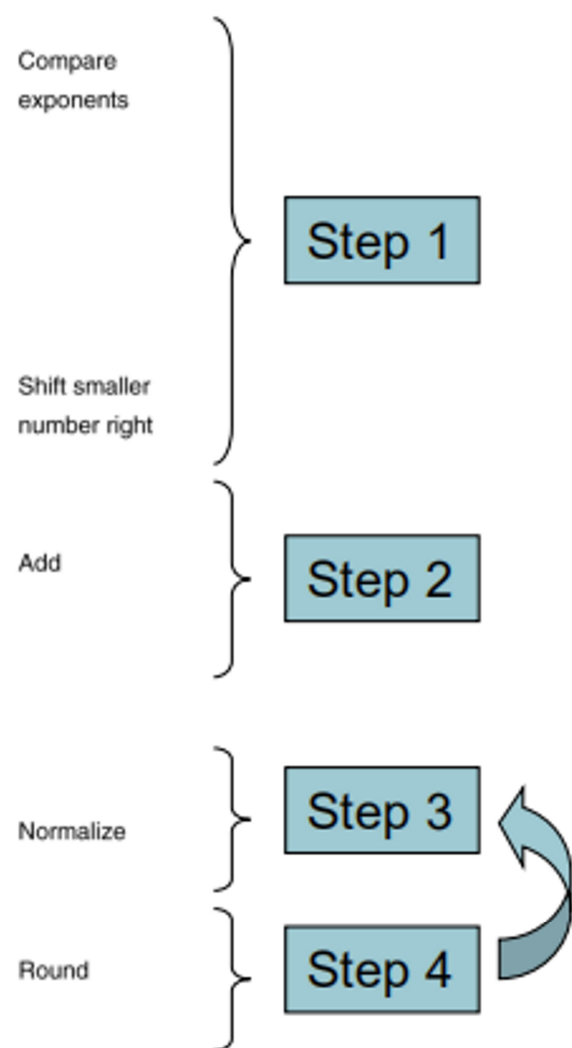 Compare
exponents
Step 1
Shift smaller
number right
Add
Step 2
Normalize
Step 3
Round
Step 4